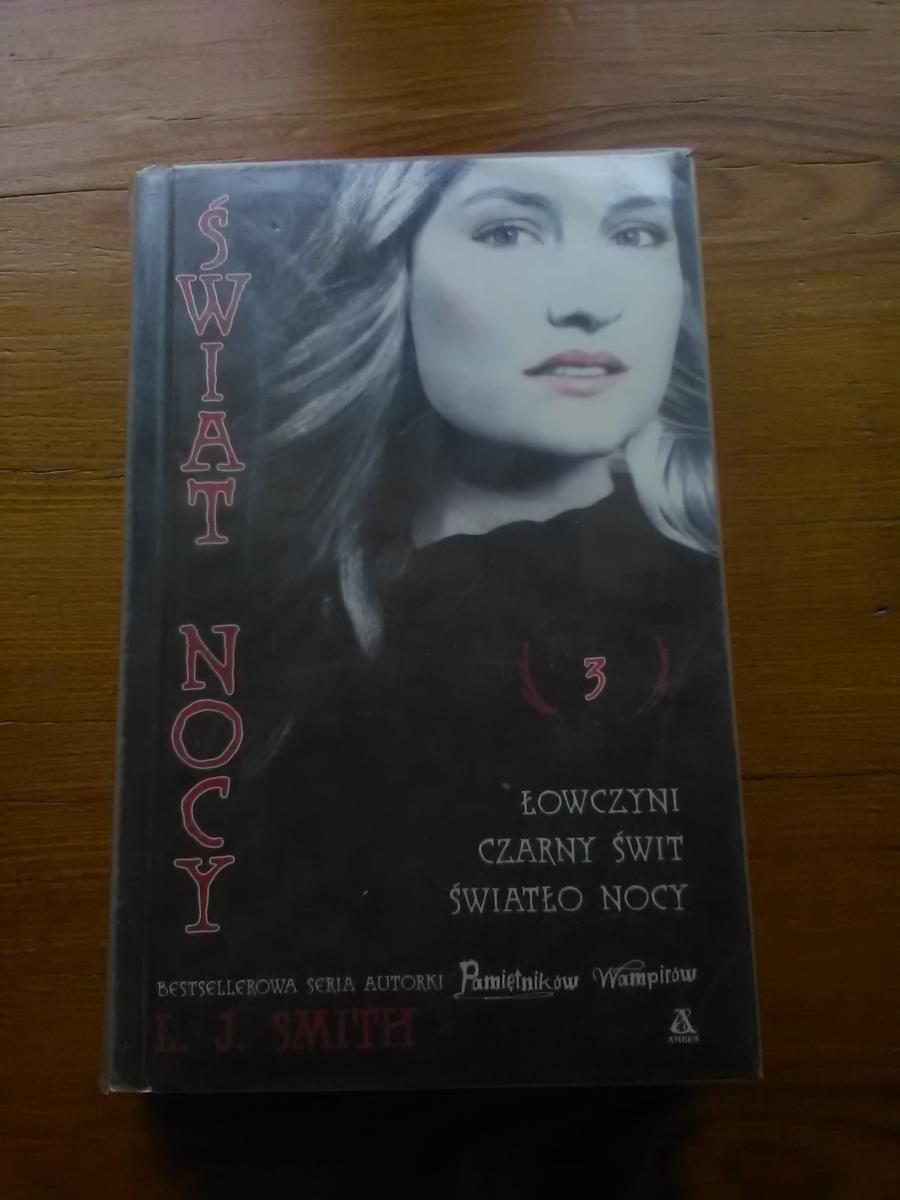 ŚWIAT NOCY
3
ŁOWCZYNI
CZARNY ŚWIT
ŚWIATŁO NOCY
BESTSELLEROWA SERIA AUTORKI Pamiętników Wampirów
L. J. SMITH
AMBER